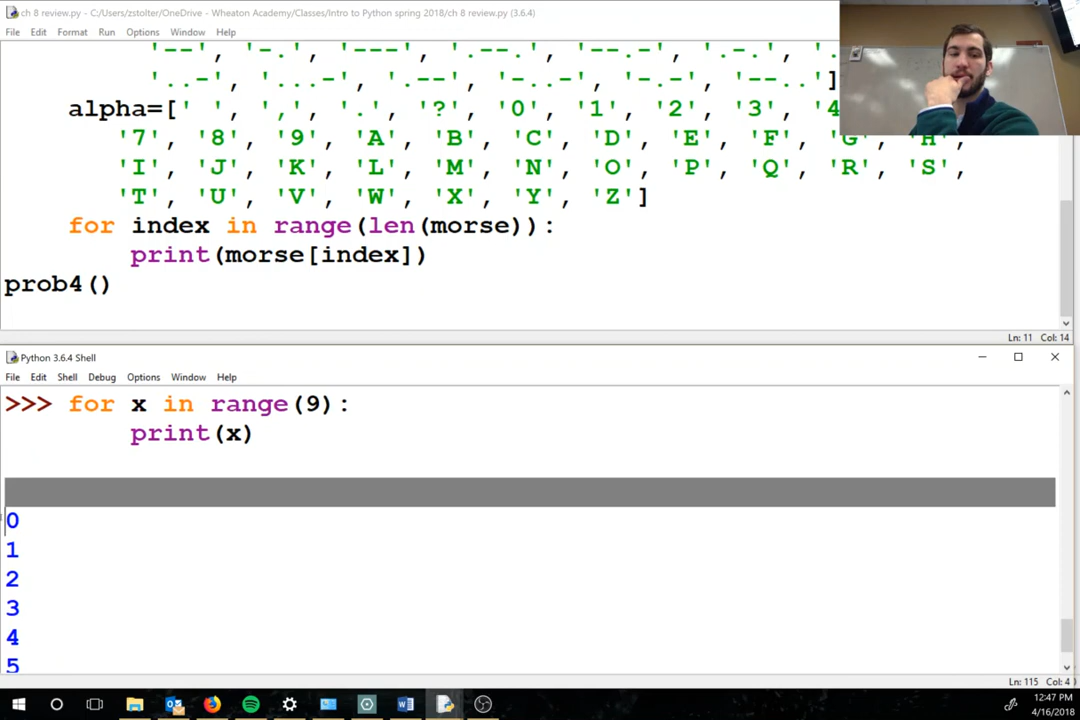 ch 8 review.py - C:/Users/zstolter/OneDrive - Wheaton Academy/Classes/Intro to Python spring 2018/ch 8 review.py (3.6.4)
File Edit Format Run Options Window Help
'--', '-.', '---', '.--.', '--.-', '.-.',
'..-', '...-', '.--', '-..-', '-.--', '--..']
alpha=[' ', ',', '.', '?', '0', '1', '2', '3', '4
'7', '8', '9', 'A', 'B', 'C', 'D', 'E', 'F', 'G', 'H',
'I', 'J', 'K', 'L', 'M', 'N', 'O', 'P', 'Q', 'R', 'S',
'T', 'U', 'V', 'W', 'X', 'Y', 'Z']
for index in range(len(morse)):
print(morse[index])
prob4()
Ln: 11 Col: 14
Python 3.6.4 Shell
File Edit Shell Debug Options Window Help
>>> for x in range(9):
print(x)
0
1
2
3
4
5
Ln: 115 Col: 4
12:47 PM
4/16/2018